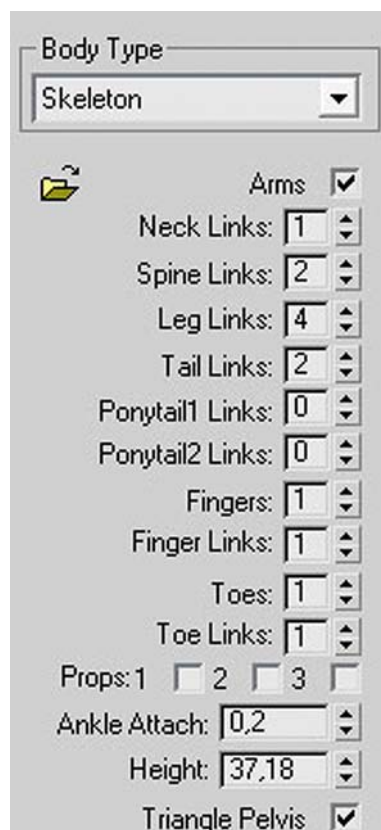 Body Type
Skeleton
Arms
Neck Links: 1
Spine Links: 2
Leg Links: 4
Tail Links: 2
Ponytail1 Links: 0
Ponytail2 Links: 0
Fingers: 1
Finger Links: 1
Toes: 1
Toe Links: 1
Props: 1 2 3
Ankle Attach: 0,2
Height: 37,18
Triangle Pelvis